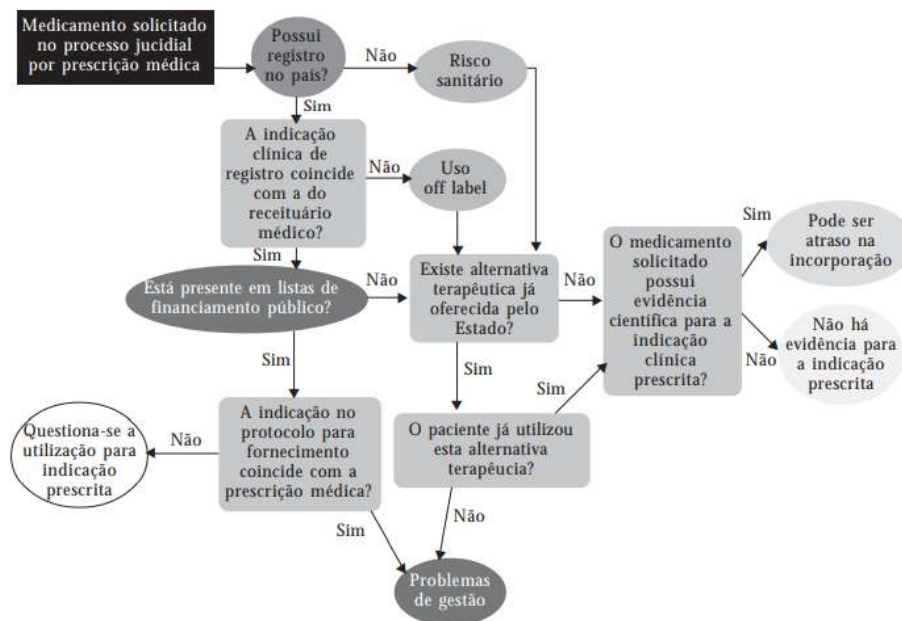 Medicamento solicitado
no processo jucidial
por prescrição médica
Possui
registro
no país?
Não
Risco
sanitário
Sim
A indicação
clínica de
registro coincide
com a do
receituário
médico?
Não
Uso
off label
Sim
Está presente em listas de
financiamento público?
Não
Existe alternativa
terapêutica já
oferecida pelo
Estado?
Não
O medicamento
solicitado
possui
evidência
científica para a
indicação
clínica
prescrita?
Sim
Pode ser
atraso na
incorporação
Não
Não há
evidência para
a indicação
prescrita
Sim
Sim
Sim
A indicação no
protocolo para
fornecimento
coincide com a
prescrição médica?
Não
Questiona-se a
utilização para
indicação
prescrita
O paciente já utilizou
esta alternativa
terapêucia?
Sim
Não
Problemas
de gestão